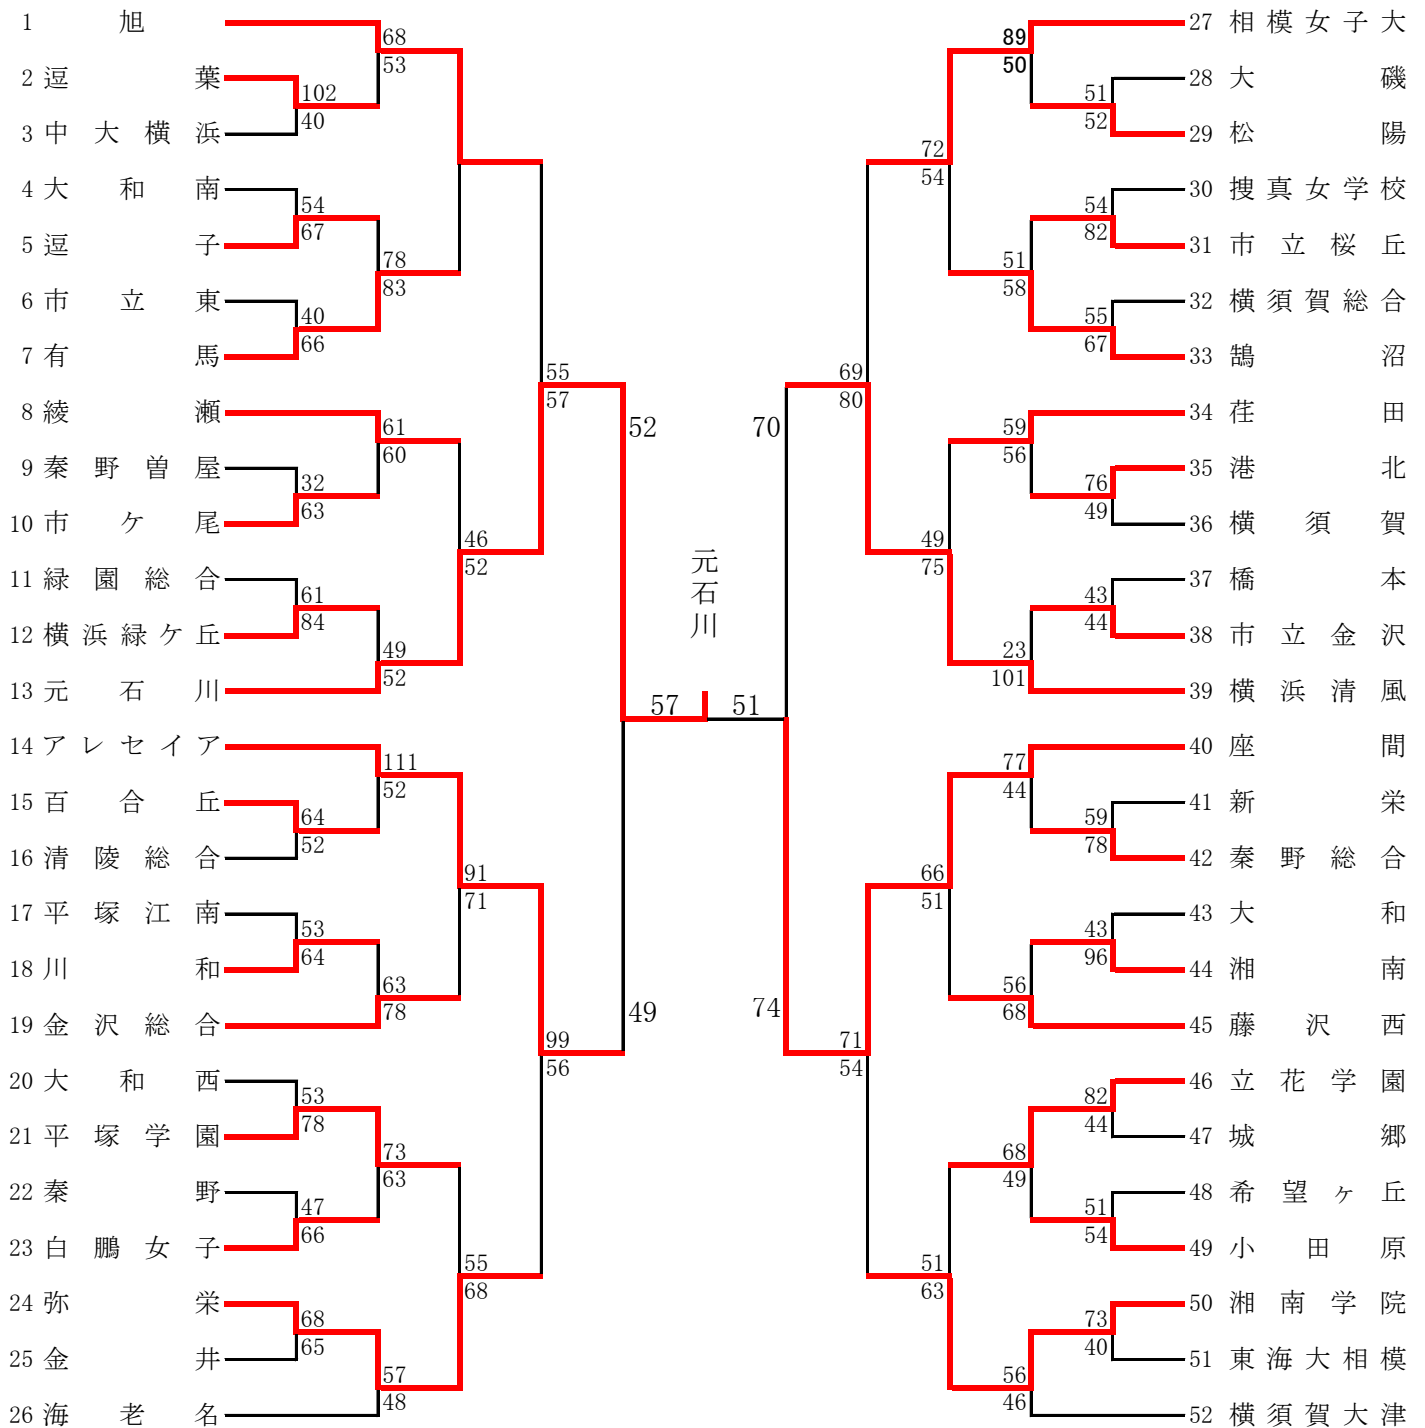 1 旭
2 逗葉
3 中大横浜
4 大和南
5 逗子
6 市立東
7 有馬
8 綾瀬
9 秦野曽屋
10 市ケ尾
11 緑園総合
12 横浜緑ケ丘
13 元石川
14 アレセイア
15 百合丘
16 清陵総合
17 平塚江南
18 川和
19 金沢総合
20 大和西
21 平塚学園
22 秦野
23 白鵬女子
24 弥栄
25 金井
26 海老名
102
40
54
67
40
66
32
63
61
84
64
52
53
64
53
78
47
66
68
65
68
53
78
83
61
60
49
52
111
52
63
78
73
63
57
48
46
52
91
71
55
68
55
57
99
56
52
49
57
元石川
51
70
74
69
80
71
54
72
54
49
75
66
51
51
63
89
50
51
58
59
56
23
101
77
44
56
68
68
49
56
46
51
52
54
82
55
67
76
49
43
44
59
78
43
96
82
44
51
54
73
40
27 相模女子大
28 大磯
29 松陽
30 捜真女学校
31 市立桜丘
32 横須賀総合
33 鵠沼
34 荏田
35 港北
36 横須賀
37 橋本
38 市立金沢
39 横浜清風
40 座間
41 新栄
42 秦野総合
43 大和
44 湘南
45 藤沢西
46 立花学園
47 城郷
48 希望ヶ丘
49 小田原
50 湘南学院
51 東海大相模
52 横須賀大津